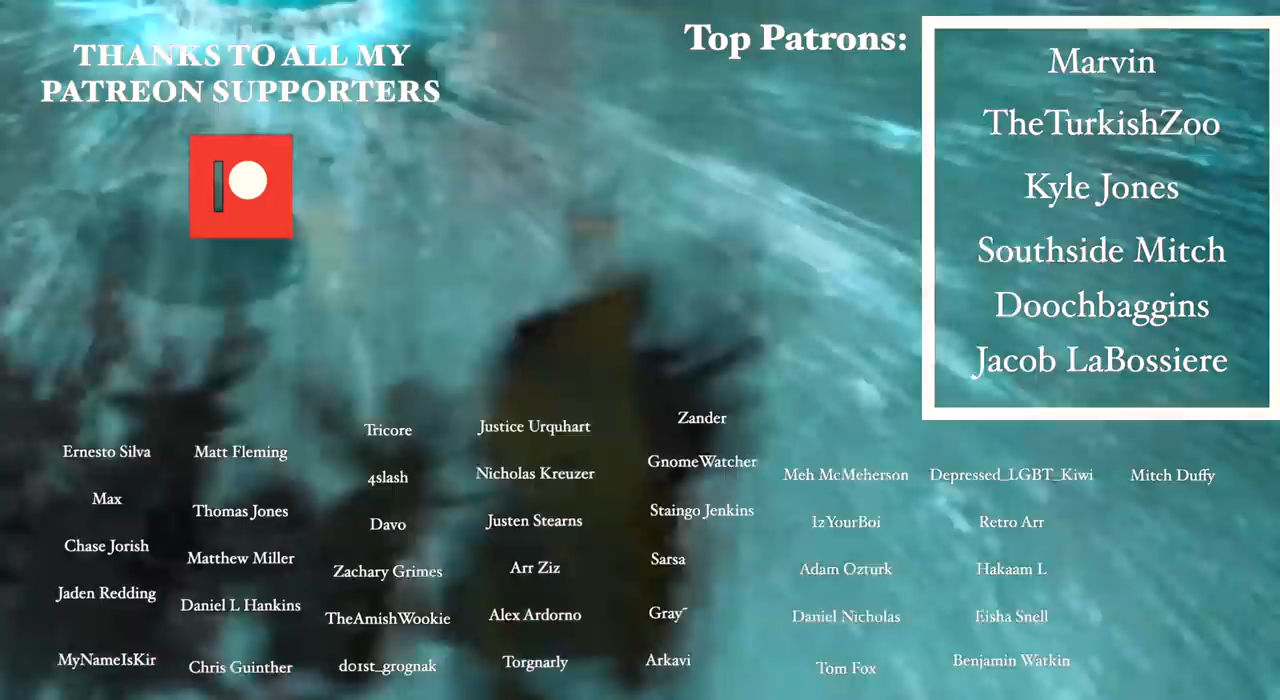 THANKS TO ALL MY
PATREON SUPPORTERS
Top Patrons:
Marvin
TheTurkishZoo
Kyle Jones
Southside Mitch
Doochbaggins
Jacob LaBossiere
Ernesto Silva
Max
Chase Jorish
Jaden Redding
MyNameIsKir
Matt Fleming
Thomas Jones
Matthew Miller
Daniel L Hankins
Chris Guinther
Tricore
4slash
Davo
Zachary Grimes
TheAmishWookie
do1st_grognak
Justice Urquhart
Nicholas Kreuzer
Justen Stearns
Arr Ziz
Alex Ardorno
Torgnarly
Zander
GnomeWatcher
Staingo Jenkins
Sarsa
Gray~
Arkavi
Meh McMeherson
IzYourBoi
Adam Ozturk
Daniel Nicholas
Tom Fox
Depressed_LGBT_Kiwi
Retro Arr
Hakaam L
Eisha Snell
Benjamin Watkin
Mitch Duffy